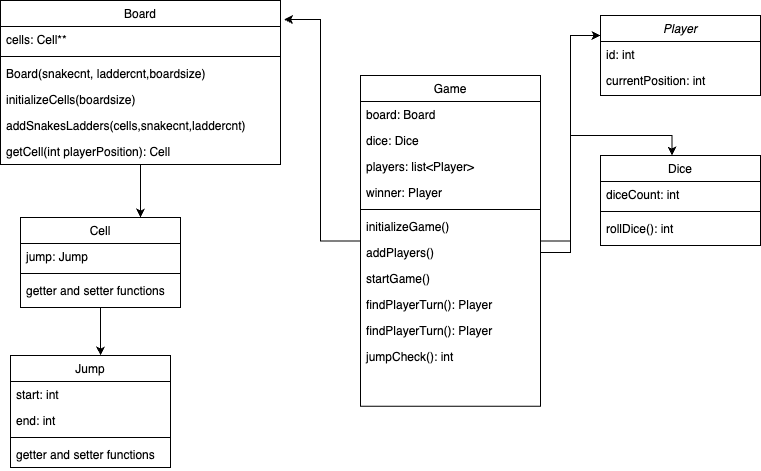 Board
cells: Cell**
Board(snakecnt, laddercnt,boardsize)
initializeCells(boardsize)
addSnakesLadders(cells,snakecnt,laddercnt)
getCell(int playerPosition): Cell
Cell
jump: Jump
getter and setter functions
Jump
start: int
end: int
getter and setter functions
Game
board: Board
dice: Dice
players: list<Player>
winner: Player
initializeGame()
addPlayers()
startGame()
findPlayerTurn(): Player
findPlayerTurn(): Player
jumpCheck(): int
Player
id: int
currentPosition: int
Dice
diceCount: int
rollDice(): int